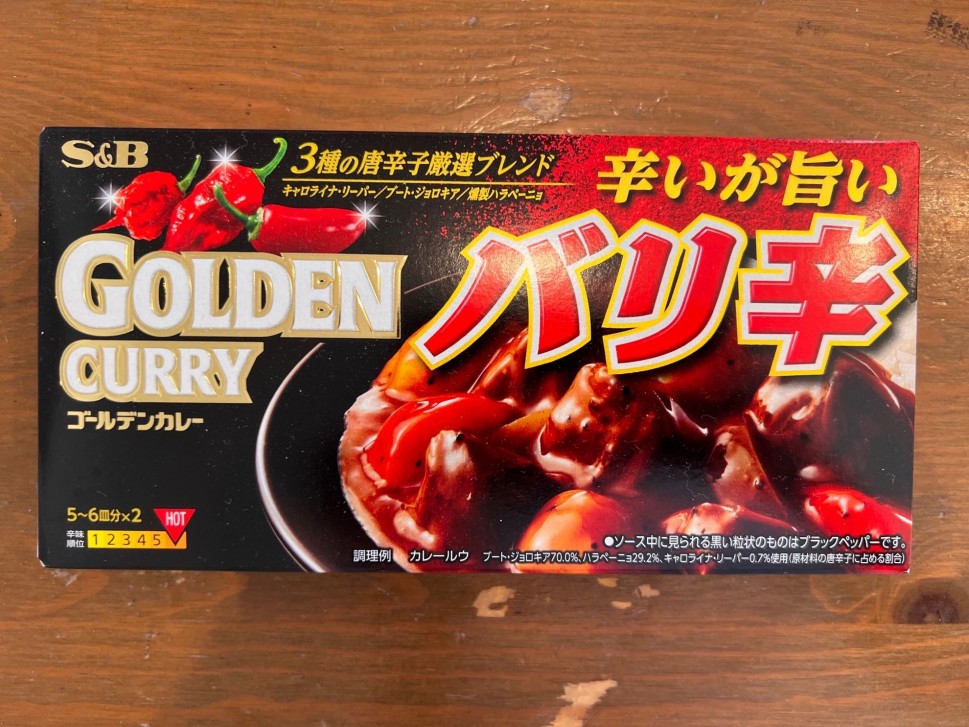 S&B
3種の唐辛子厳選ブレンド
キャロライナ・リーパー/ブート・ジョロキア/燻製ハラペーニョ
辛いが旨い
GOLDEN
CURRY
ゴールデンカレー
バリ辛
5~6皿分×2
HOT
辛味
順位
1 2 3 4 5
●ソース中に見られる黒い粒状のものはブラックペッパーです。
調理例 カレールウ
ブート・ジョロキア70.0%、ハラペーニョ29.2%、キャロライナ・リーパー0.7%使用(原材料の唐辛子に占める割合)